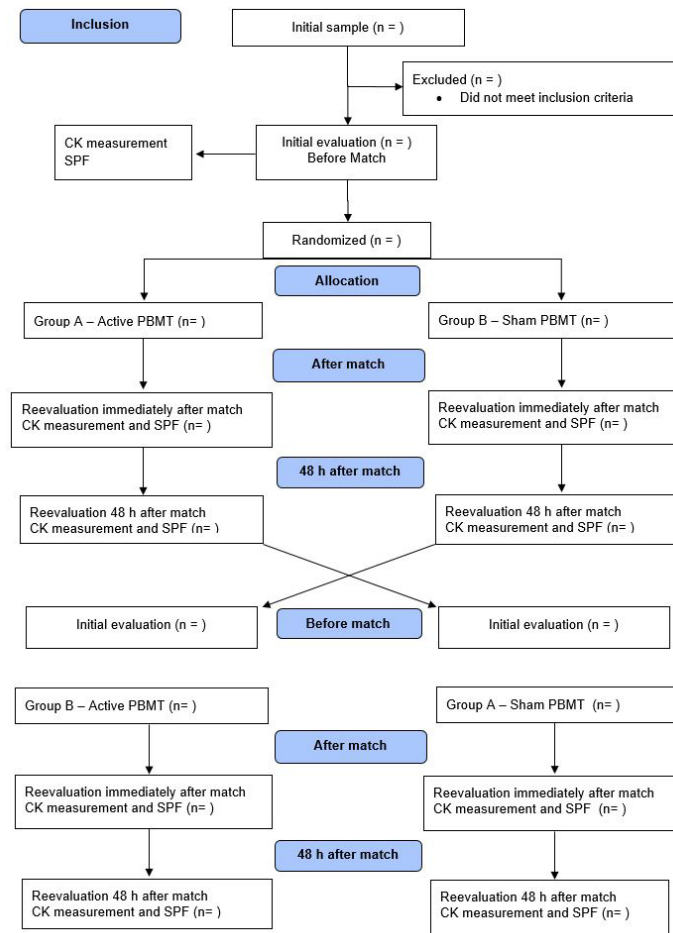 Inclusion
Initial sample (n = )
Excluded (n = )
• Did not meet inclusion criteria
CK measurement
SPF
Initial evaluation (n = )
Before Match
Randomized (n = )
Allocation
Group A – Active PBMT (n= )
Group B – Sham PBMT (n= )
After match
Reevaluation immediately after match
CK measurement and SPF (n= )
Reevaluation immediately after match
CK measurement and SPF (n= )
48 h after match
Reevaluation 48 h after match
CK measurement and SPF (n= )
Reevaluation 48 h after match
CK measurement and SPF (n= )
Initial evaluation (n = )
Before match
Initial evaluation (n = )
Group B – Active PBMT (n= )
Group A – Sham PBMT (n= )
After match
Reevaluation immediately after match
CK measurement and SPF (n= )
Reevaluation immediately after match
CK measurement and SPF (n= )
48 h after match
Reevaluation 48 h after match
CK measurement and SPF (n= )
Reevaluation 48 h after match
CK measurement and SPF (n= )